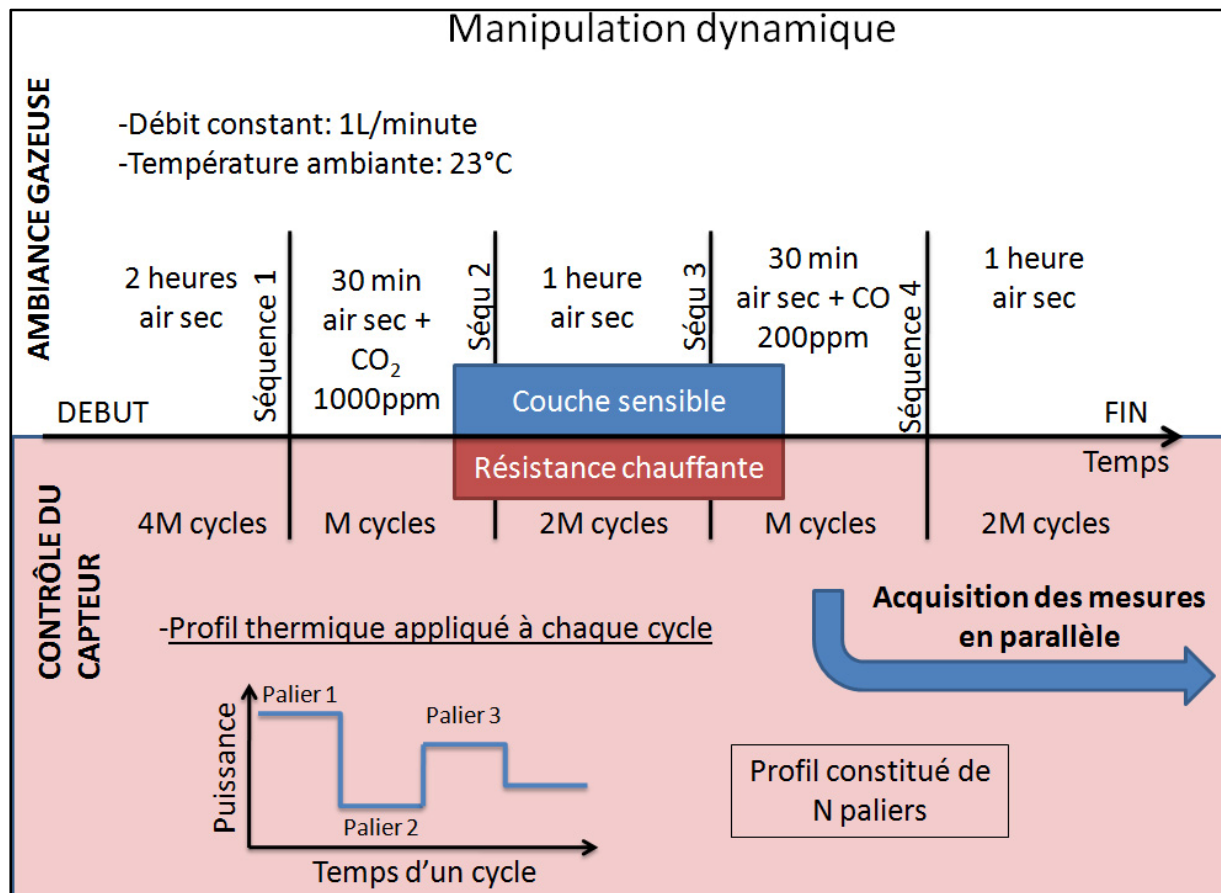 Manipulation dynamique
AMBIANCE GAZEUSE
-Débit constant: 1L/minute
-Température ambiante: 23°C
2 heures
air sec
Séquence 1
30 min
air sec +
CO₂
1000ppm
Séqu 2
1 heure
air sec
Séqu 3
30 min
air sec + CO
200ppm
Séquence 4
1 heure
air sec
DEBUT
Couche sensible
FIN
Résistance chauffante
Temps
CONTRÔLE DU
CAPTEUR
4M cycles
M cycles
2M cycles
M cycles
2M cycles
-Profil thermique appliqué à chaque cycle
Acquisition des mesures
en parallèle
Puissance
Palier 1
Palier 2
Palier 3
Temps d’un cycle
Profil constitué de
N paliers